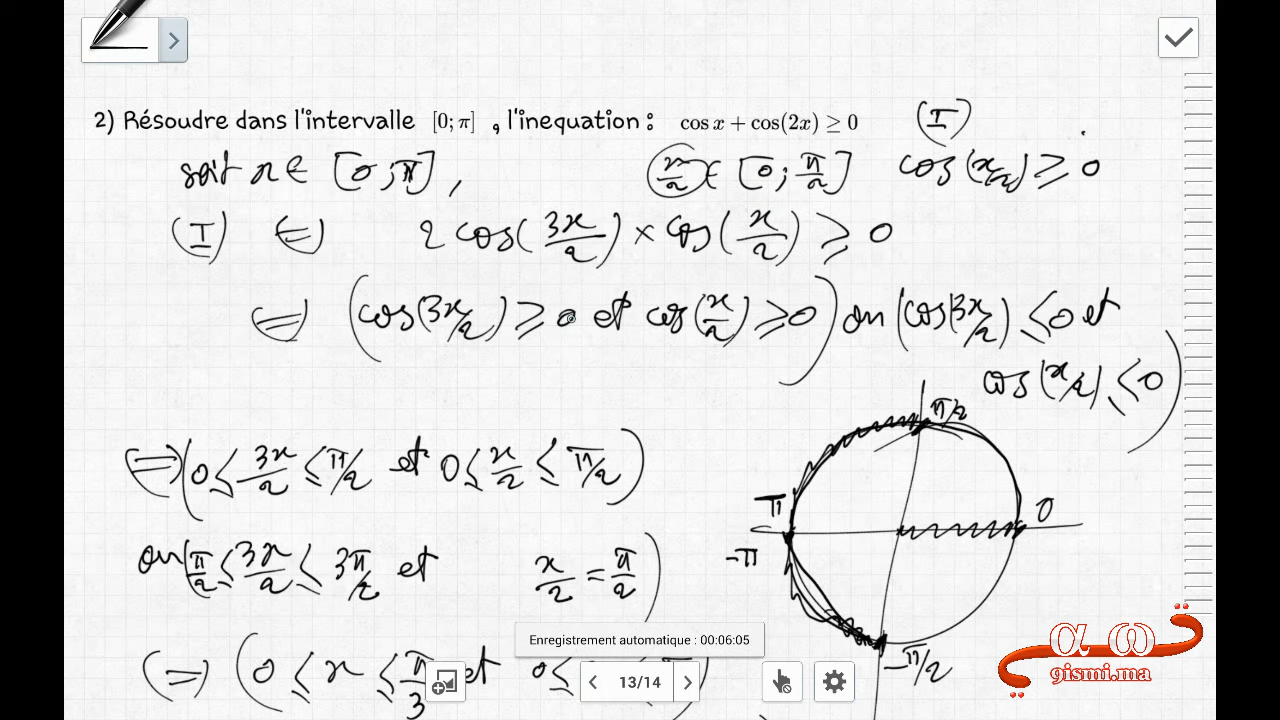 2) Résoudre dans l'intervalle [0; π] , l'inequation : cos x + cos(2x) ≥ 0 (I)
soit x ∈ [0 ; π] , x/2 ∈ [0 ; π/2] cos(x/2) ≥ 0
(I) ⇔ 2 cos(3x/2) × cos(x/2) ≥ 0
⇔ (cos(3x/2) ≥ 0 et cos(x/2) ≥ 0) ou (cos(3x/2) ≤ 0 et
cos(x/2) ≤ 0)
π/2
⇔ (0 ≤ 3x/2 ≤ π/2 et 0 ≤ x/2 ≤ π/2)
π 0
-π
ou (π/2 ≤ 3x/2 ≤ 3π/2 et x/2 = π/2)
-π/2
Enregistrement automatique : 00:06:05
⇔ (0 ≤ x ≤ π/3 et 0 ≤
13/14
α ω
gismi.ma